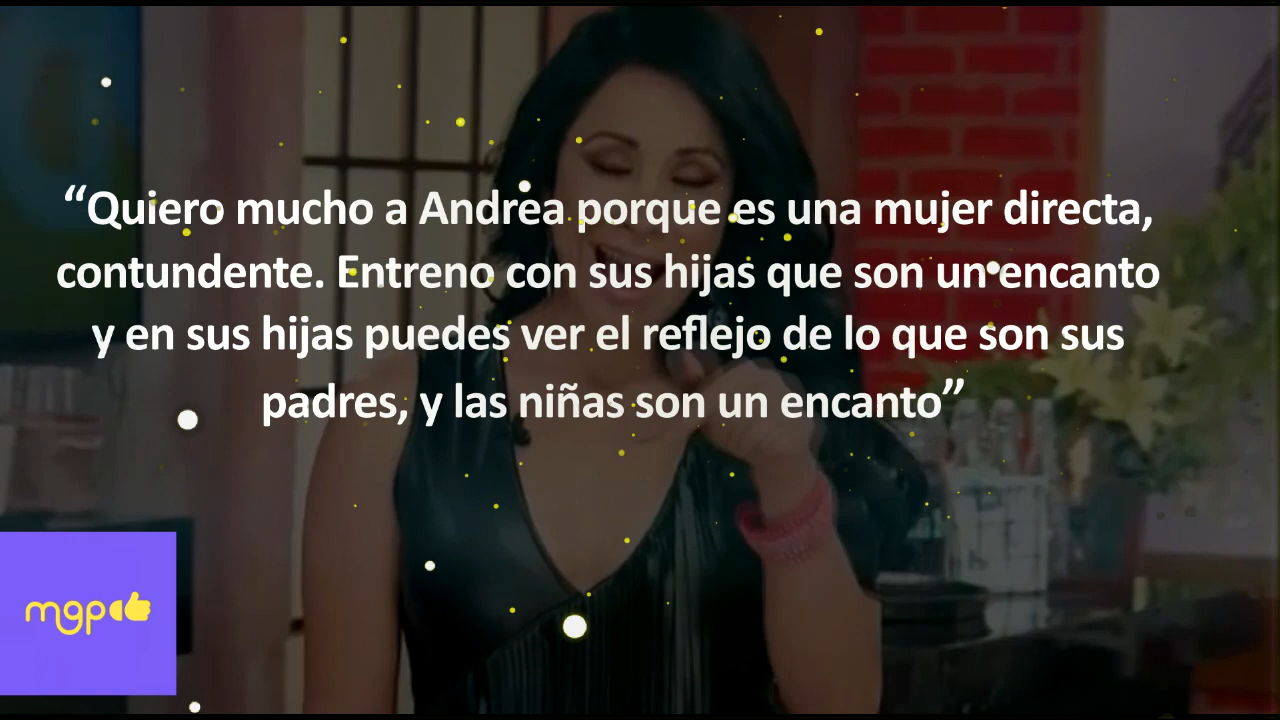 “Quiero mucho a Andrea porque es una mujer directa,
contundente. Entreno con sus hijas que son un encanto
y en sus hijas puedes ver el reflejo de lo que son sus
padres, y las niñas son un encanto”
mgp